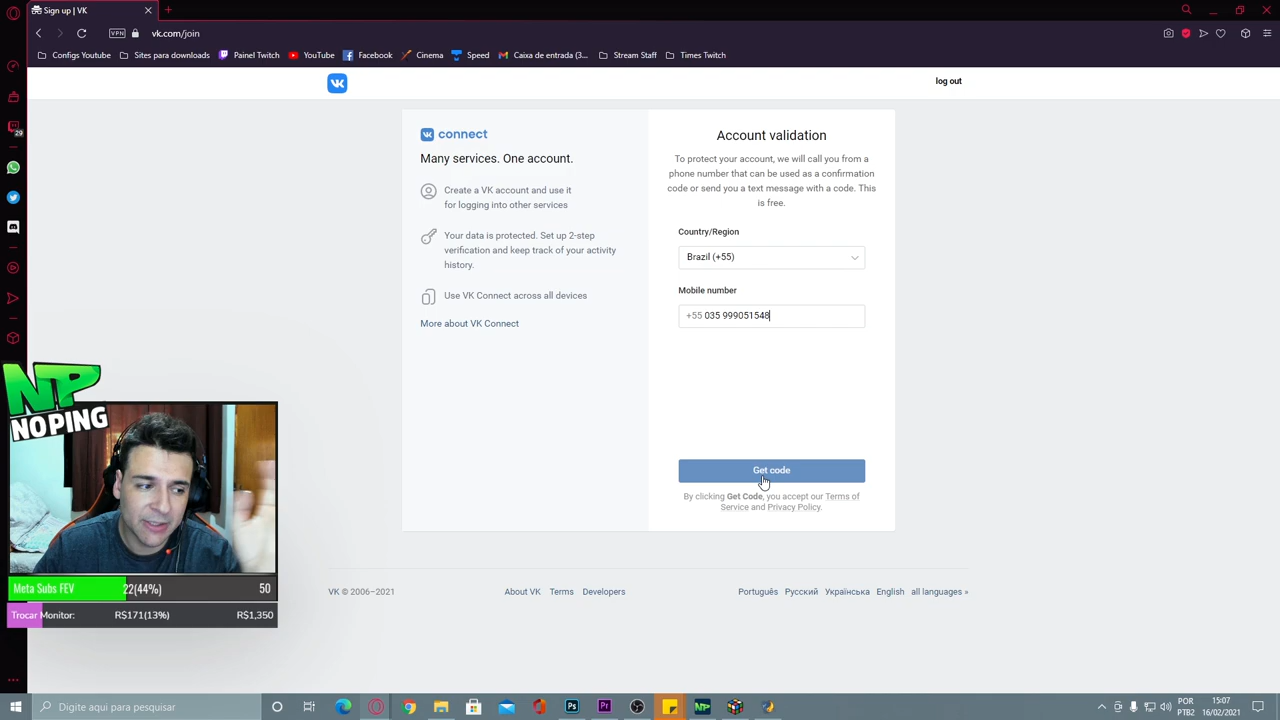 Sign up | VK
VPN
vk.com/join
Configs Youtube
Sites para downloads
Painel Twitch
YouTube
Facebook
Cinema
Speed
Caixa de entrada (3...
Stream Staff
Times Twitch
29
log out
connect
Many services. One account.
Create a VK account and use it
for logging into other services
Your data is protected. Set up 2-step
verification and keep track of your activity
history.
Use VK Connect across all devices
More about VK Connect
Account validation
To protect your account, we will call you from a
phone number that can be used as a confirmation
code or send you a text message with a code. This
is free.
Country/Region
Brazil (+55)
Mobile number
+55 035 999051548
Get code
By clicking Get Code, you accept our Terms of
Service and Privacy Policy.
NP
NO PING
Meta Subs FEV 22(44%) 50
Trocar Monitor: R$171(13%) R$1,350
VK © 2006–2021
About VK Terms Developers
Português Русский Українська English all languages »
Digite aqui para pesquisar
Ps
Pr
NP
POR
PTB2
15:07
16/02/2021